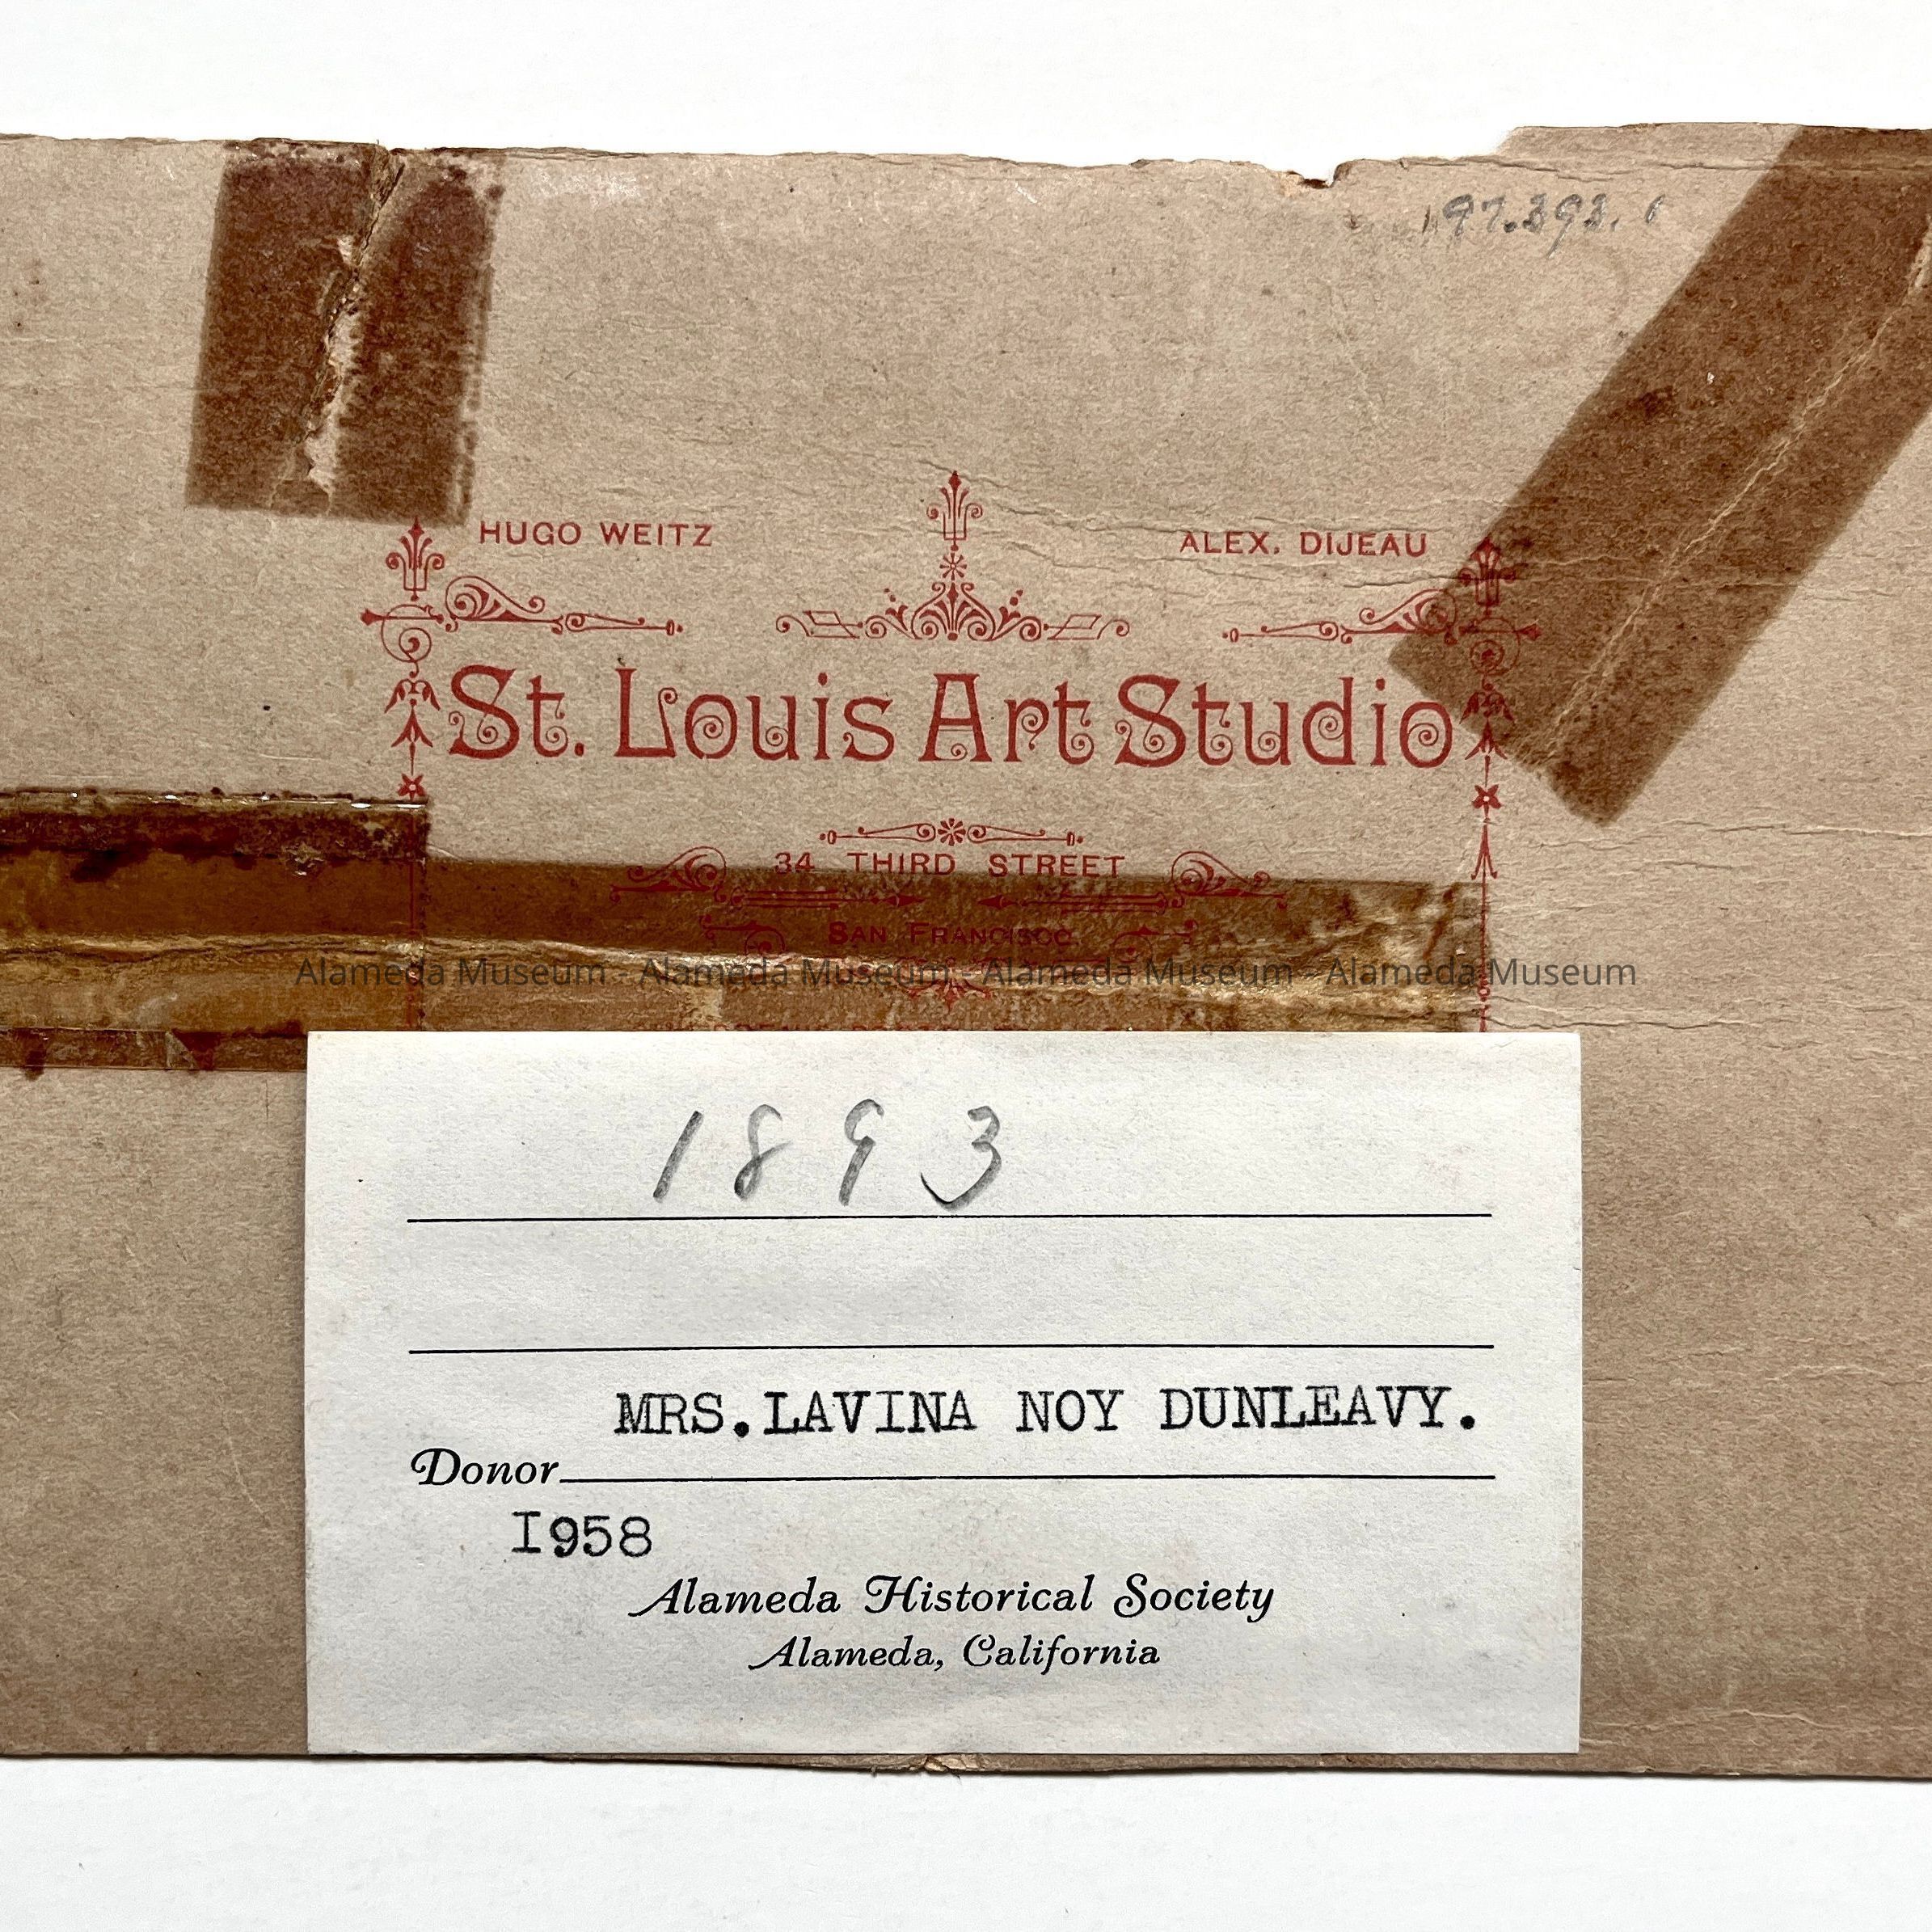 197.393.1
HUGO WEITZ
ALEX. DIJEAU
St. Louis Art Studio
34 THIRD STREET
SAN FRANCISCO.
Alameda Museum - Alameda Museum - Alameda Museum - Alameda Museum
1893
MRS.LAVINA NOY DUNLEAVY.
Donor
I958
Alameda Historical Society
Alameda, California